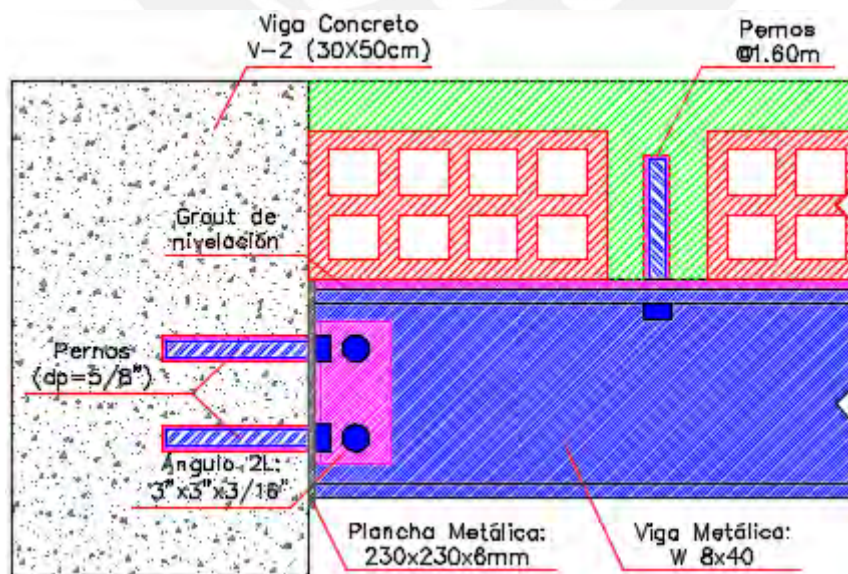 Viga Concreto
V-2 (30X50cm)
Pernos
@1.60m
Grout de
nivelación
Pernos
(dp=5/8")
Angulo 2L:
3"x3"x3/16"
Plancha Metálica:
230x230x6mm
Viga Metálica:
W 8x40